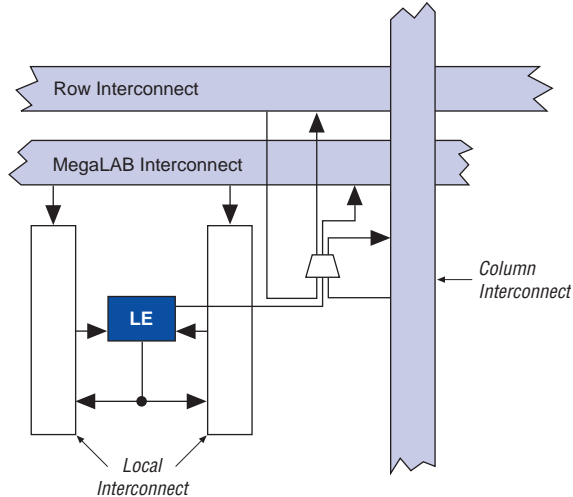 Row Interconnect
MegaLAB Interconnect
Column
Interconnect
LE
Local
Interconnect